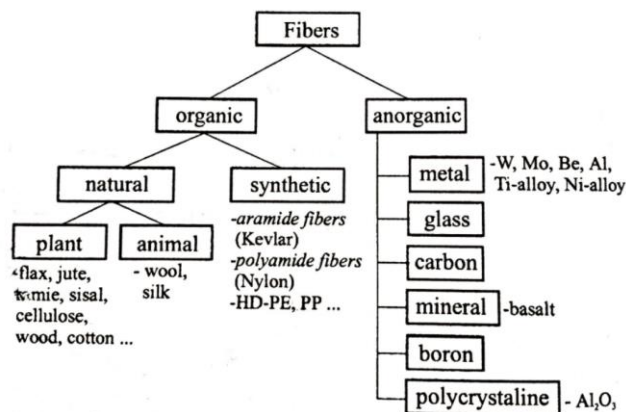 Fibers
organic
anorganic
natural
synthetic
plant
animal
-flax, jute,
ramie, sisal,
cellulose,
wood, cotton ...
- wool,
silk
-aramide fibers
(Kevlar)
-polyamide fibers
(Nylon)
-HD-PE, PP ...
metal
-W, Mo, Be, Al,
Ti-alloy, Ni-alloy
glass
carbon
mineral
-basalt
boron
polycrystaline
- Al₂O₃